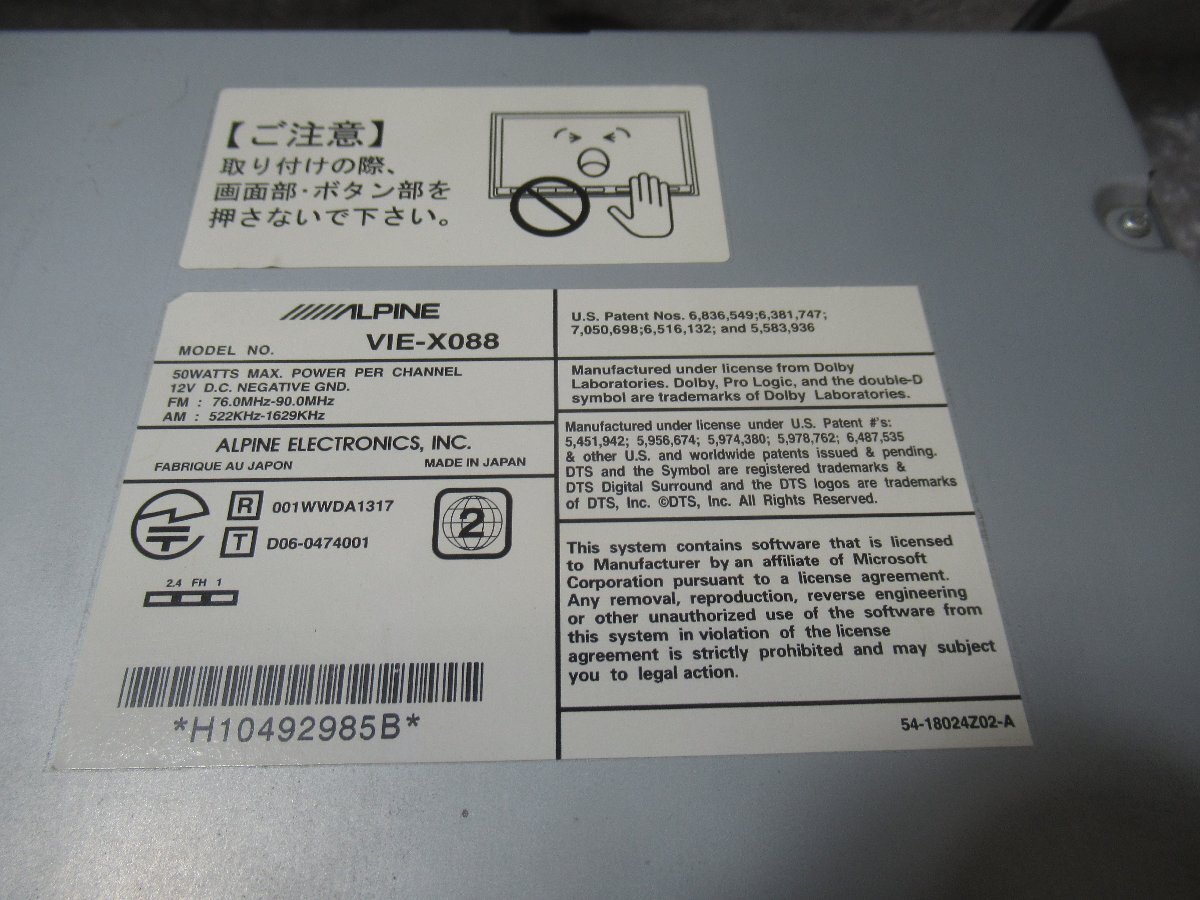 【ご注意】
取り付けの際、
画面部・ボタン部を
押さないで下さい。
ALPINE
MODEL NO. VIE-X088
50WATTS MAX. POWER PER CHANNEL
12V D.C. NEGATIVE GND.
FM : 76.0MHz-90.0MHz
AM : 522KHz-1629KHz
ALPINE ELECTRONICS, INC.
FABRIQUE AU JAPON MADE IN JAPAN
R 001WWDA1317
T D06-0474001
2
2.4 FH 1
*H10492985B*
U.S. Patent Nos. 6,836,549;6,381,747;
7,050,698;6,516,132; and 5,583,936
Manufactured under license from Dolby
Laboratories. Dolby, Pro Logic, and the double-D
symbol are trademarks of Dolby Laboratories.
Manufactured under license under U.S. Patent #'s:
5,451,942; 5,956,674; 5,974,380; 5,978,762; 6,487,535
& other U.S. and worldwide patents issued & pending.
DTS and the Symbol are registered trademarks &
DTS Digital Surround and the DTS logos are trademarks
of DTS, Inc. ©DTS, Inc. All Rights Reserved.
This system contains software that is licensed
to Manufacturer by an affiliate of Microsoft
Corporation pursuant to a license agreement.
Any removal, reproduction, reverse engineering
or other unauthorized use of the software from
this system in violation of the license
agreement is strictly prohibited and may subject
you to legal action.
54-18024Z02-A